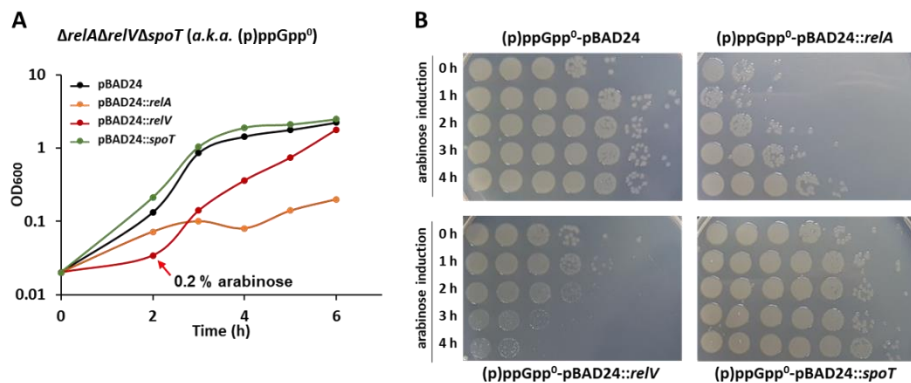 A
ΔrelAΔrelVΔspoT (a.k.a. (p)ppGpp⁰)
10
1
0.1
0.01
OD600
pBAD24
pBAD24::relA
pBAD24::relV
pBAD24::spoT
0.2 % arabinose
0
2
4
6
Time (h)
B
(p)ppGpp⁰-pBAD24
(p)ppGpp⁰-pBAD24::relA
arabinose induction
0 h
1 h
2 h
3 h
4 h
arabinose induction
0 h
1 h
2 h
3 h
4 h
(p)ppGpp⁰-pBAD24::relV
(p)ppGpp⁰-pBAD24::spoT